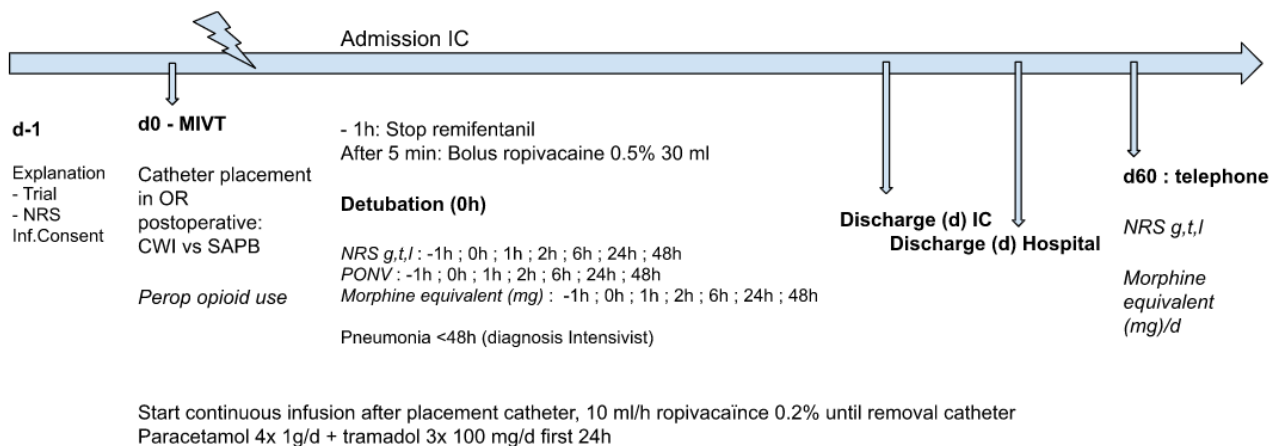 Admission IC
d-1
Explanation
- Trial
- NRS
Inf.Consent
d0 - MIVT
Catheter placement
in OR
postoperative:
CWI vs SAPB
Perop opioid use
- 1h: Stop remifentanil
After 5 min: Bolus ropivacaine 0.5% 30 ml
Detubation (0h)
NRS g,t,l : -1h ; 0h ; 1h ; 2h ; 6h ; 24h ; 48h
PONV : -1h ; 0h ; 1h ; 2h ; 6h ; 24h ; 48h
Morphine equivalent (mg) : -1h ; 0h ; 1h ; 2h ; 6h ; 24h ; 48h
Pneumonia <48h (diagnosis Intensivist)
Discharge (d) IC
Discharge (d) Hospital
d60 : telephone
NRS g,t,l
Morphine
equivalent
(mg)/d
Start continuous infusion after placement catheter, 10 ml/h ropivacaïnce 0.2% until removal catheter
Paracetamol 4x 1g/d + tramadol 3x 100 mg/d first 24h